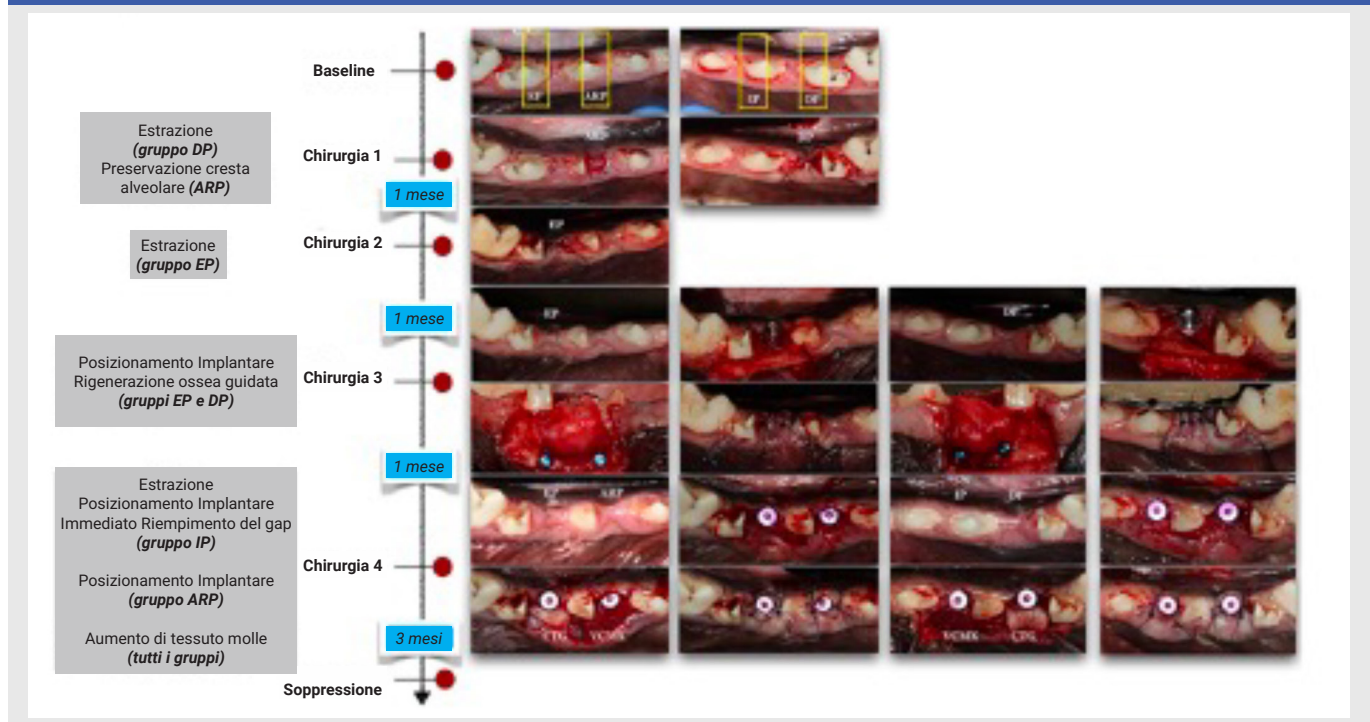 Baseline
EP
ARP
IP
DP
Estrazione
(gruppo DP)
Preservazione cresta
alveolare (ARP)
Chirurgia 1
1 mese
Estrazione
(gruppo EP)
Chirurgia 2
EP
1 mese
EP
DP
Posizionamento Implantare
Rigenerazione ossea guidata
(gruppi EP e DP)
Chirurgia 3
1 mese
Estrazione
Posizionamento Implantare
Immediato Riempimento del gap
(gruppo IP)
EP
ARP
IP
DP
Chirurgia 4
Posizionamento Implantare
(gruppo ARP)
Aumento di tessuto molle
(tutti i gruppi)
CTG
VCMX
VCMX
CTG
3 mesi
Soppressione